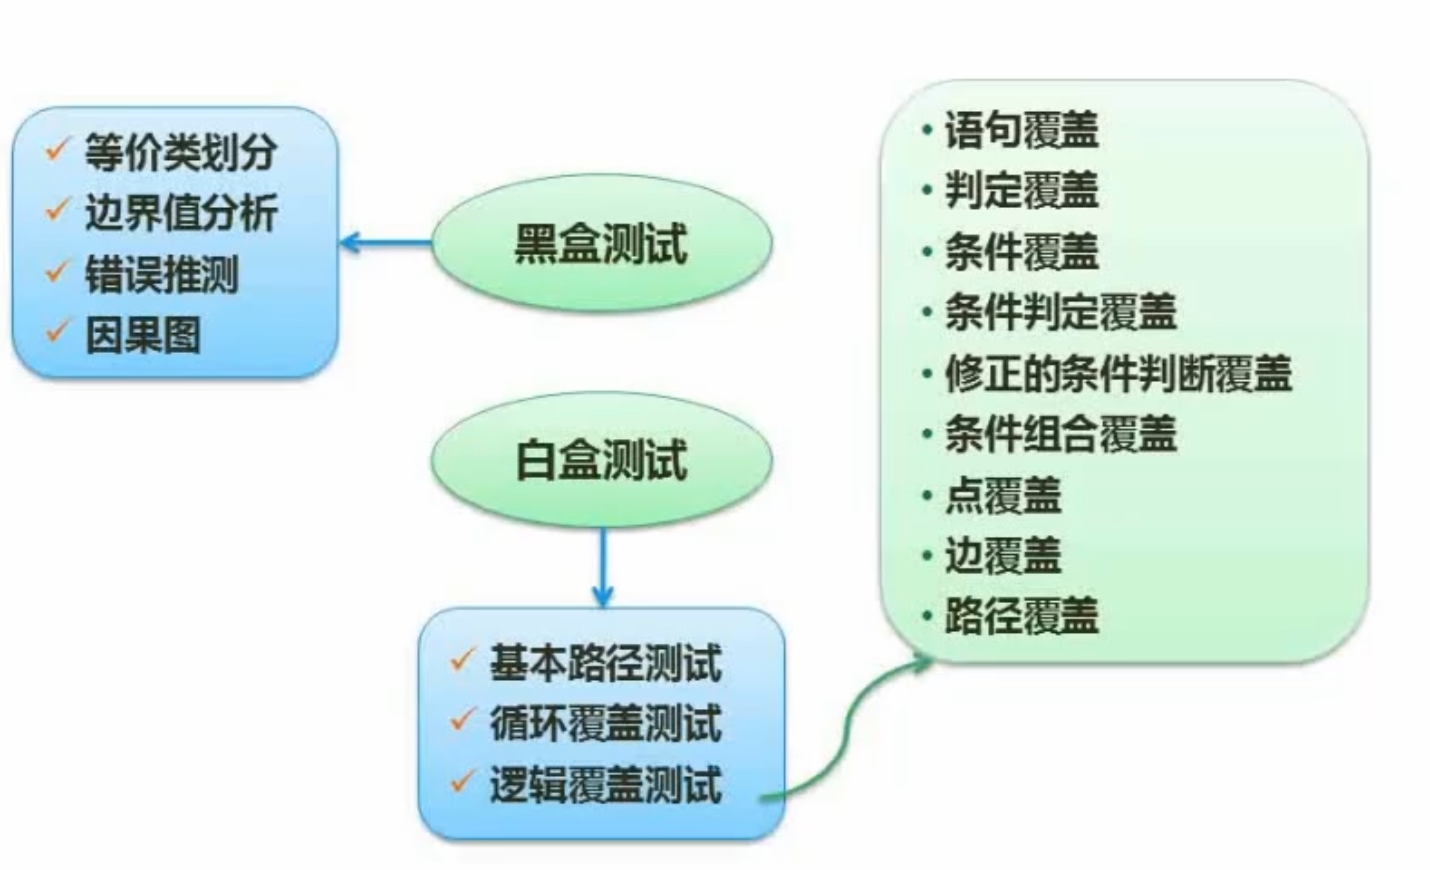 等价类划分
边界值分析
错误推测
因果图
黑盒测试
白盒测试
基本路径测试
循环覆盖测试
逻辑覆盖测试
语句覆盖
判定覆盖
条件覆盖
条件判定覆盖
修正的条件判断覆盖
条件组合覆盖
点覆盖
边覆盖
路径覆盖